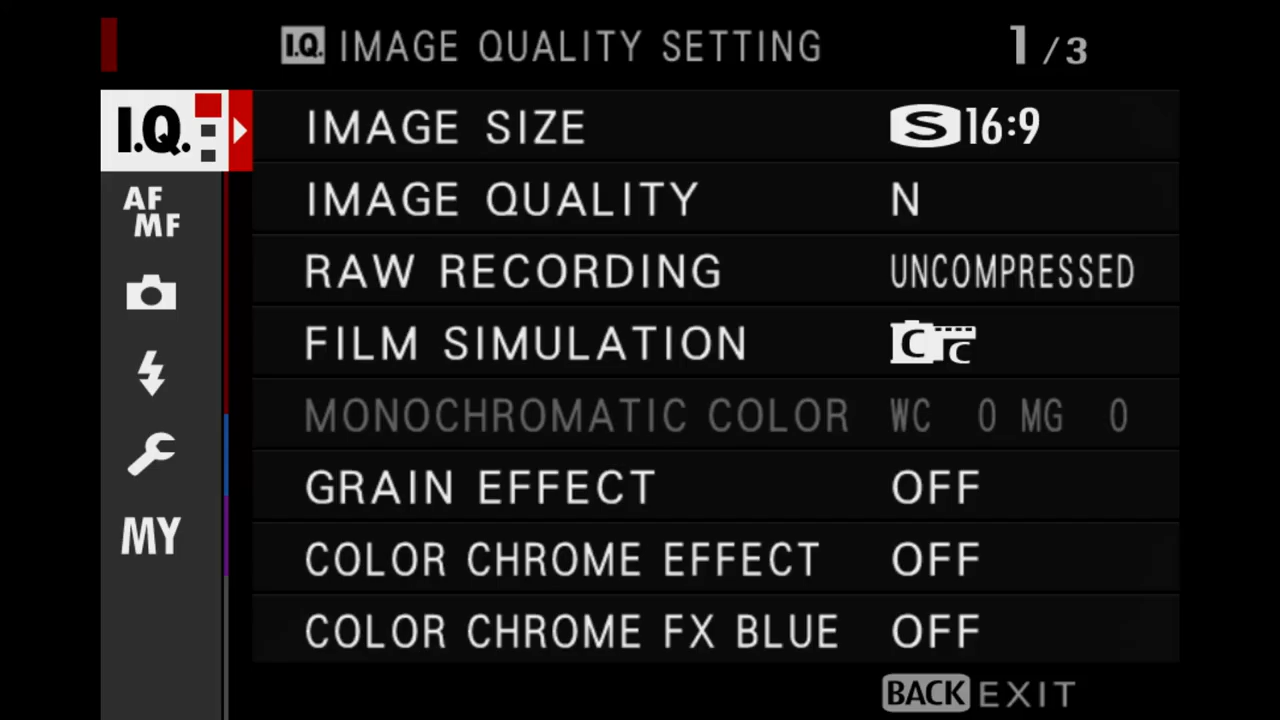 I.Q. IMAGE QUALITY SETTING 1/3
I.Q.
IMAGE SIZE S 16:9
IMAGE QUALITY N
AF
MF
RAW RECORDING UNCOMPRESSED
FILM SIMULATION C C
MONOCHROMATIC COLOR WC 0 MG 0
GRAIN EFFECT OFF
MY
COLOR CHROME EFFECT OFF
COLOR CHROME FX BLUE OFF
BACK EXIT